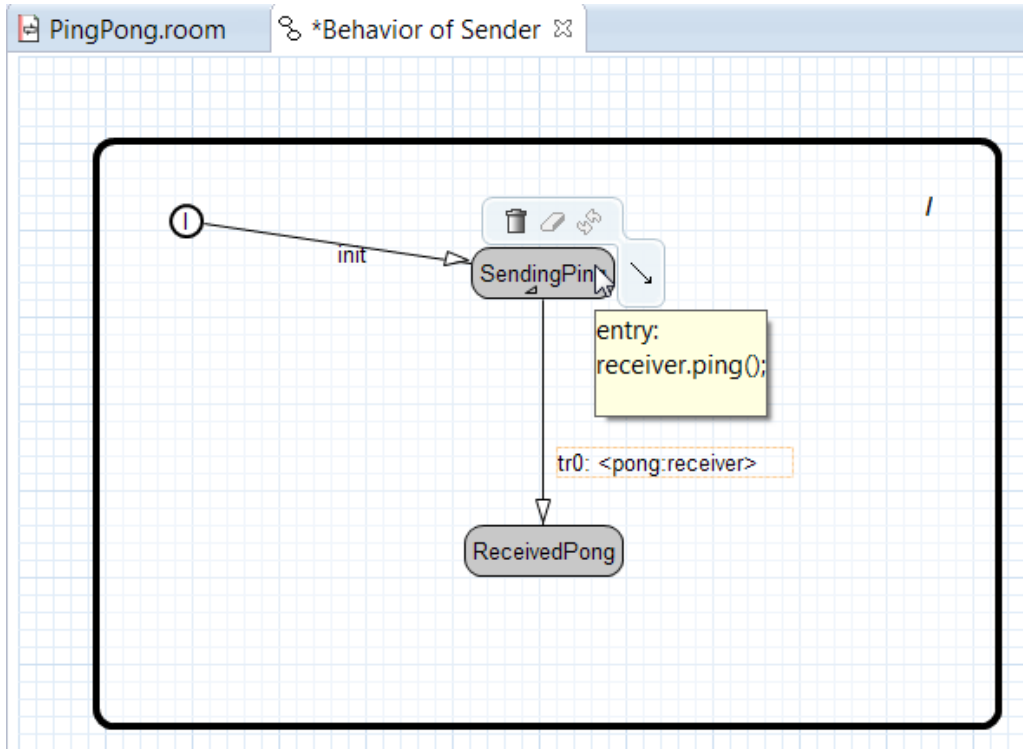 PingPong.room
*Behavior of Sender
I
/
init
SendingPin
entry:
receiver.ping();
tr0: <pong:receiver>
ReceivedPong